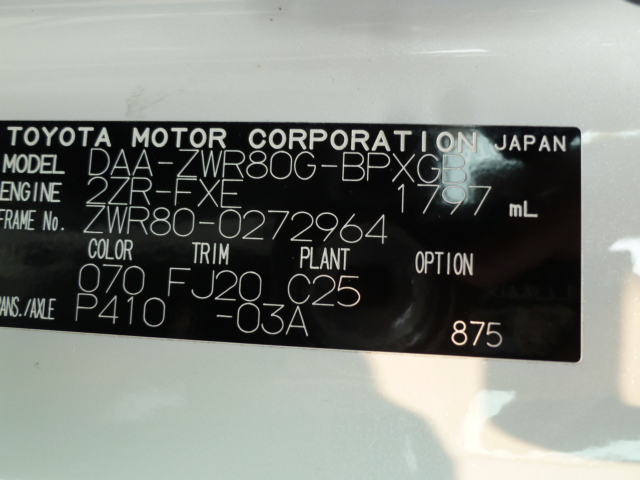 TOYOTA MOTOR CORPORATION JAPAN
MODEL DAA-ZWR80G-BPXGB
ENGINE 2ZR-FXE 1797 mL
FRAME No. ZWR80-0272964
COLOR TRIM PLANT OPTION
070 FJ20 C25
TRANS./AXLE P410 -03A
875